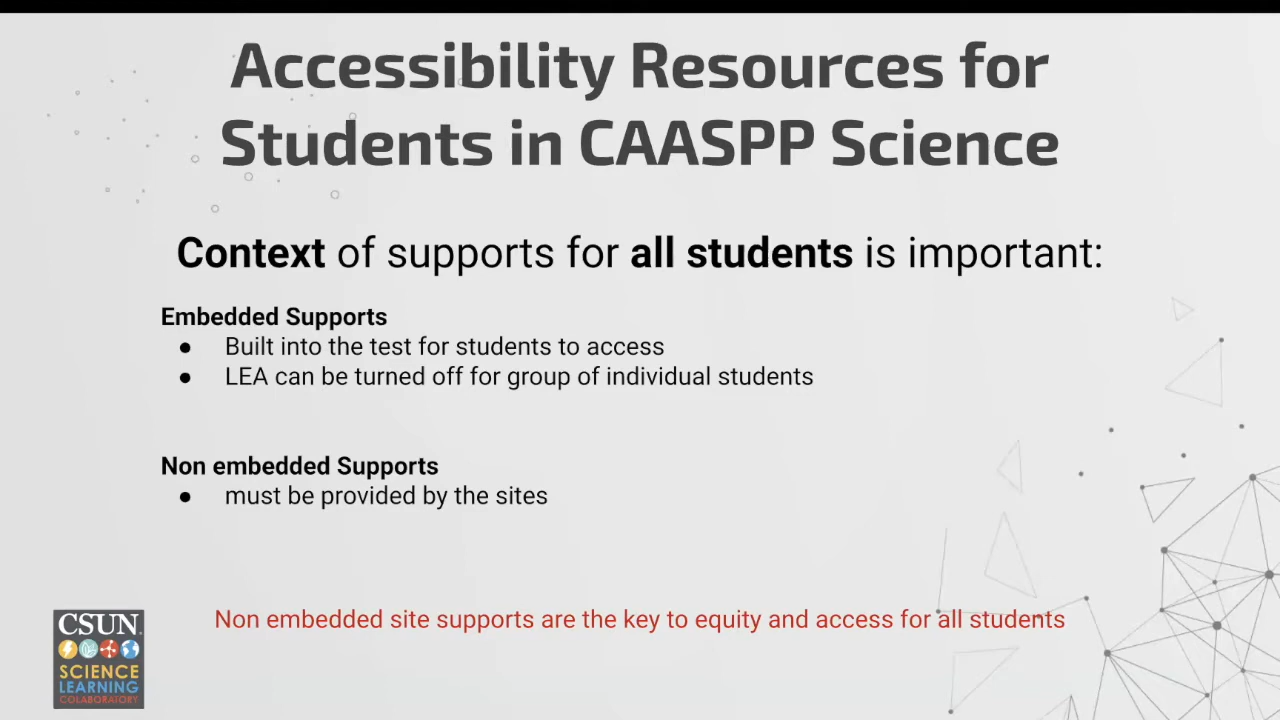 Accessibility Resources for
Students in CAASPP Science
Context of supports for all students is important:
Embedded Supports
● Built into the test for students to access
● LEA can be turned off for group of individual students
Non embedded Supports
● must be provided by the sites
Non embedded site supports are the key to equity and access for all students
CSUN
SCIENCE
LEARNING
COLABORATORY